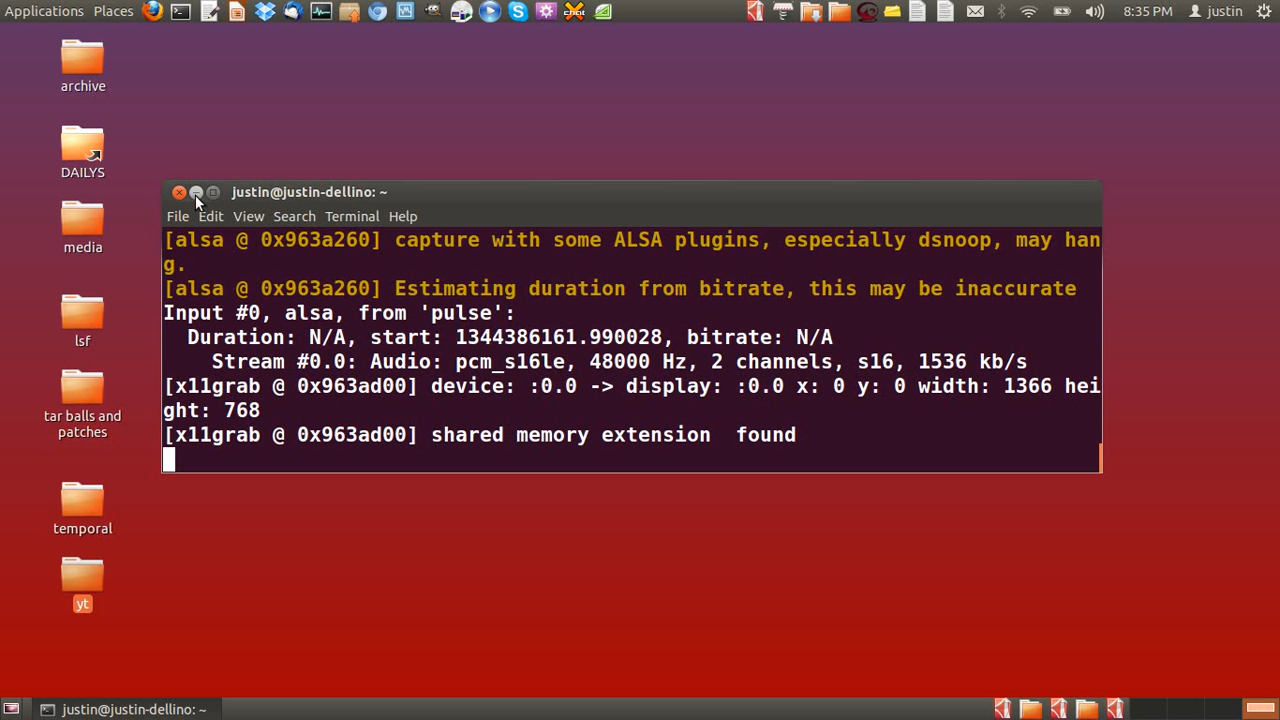 Applications Places 8:35 PM justin
archive
DAILYS
media
lsf
tar balls and
patches
temporal
yt
justin@justin-dellino: ~
File Edit View Search Terminal Help
[alsa @ 0x963a260] capture with some ALSA plugins, especially dsnoop, may han
g.
[alsa @ 0x963a260] Estimating duration from bitrate, this may be inaccurate
Input #0, alsa, from 'pulse':
Duration: N/A, start: 1344386161.990028, bitrate: N/A
Stream #0.0: Audio: pcm_s16le, 48000 Hz, 2 channels, s16, 1536 kb/s
[x11grab @ 0x963ad00] device: :0.0 -> display: :0.0 x: 0 y: 0 width: 1366 hei
ght: 768
[x11grab @ 0x963ad00] shared memory extension  found
justin@justin-dellino: ~